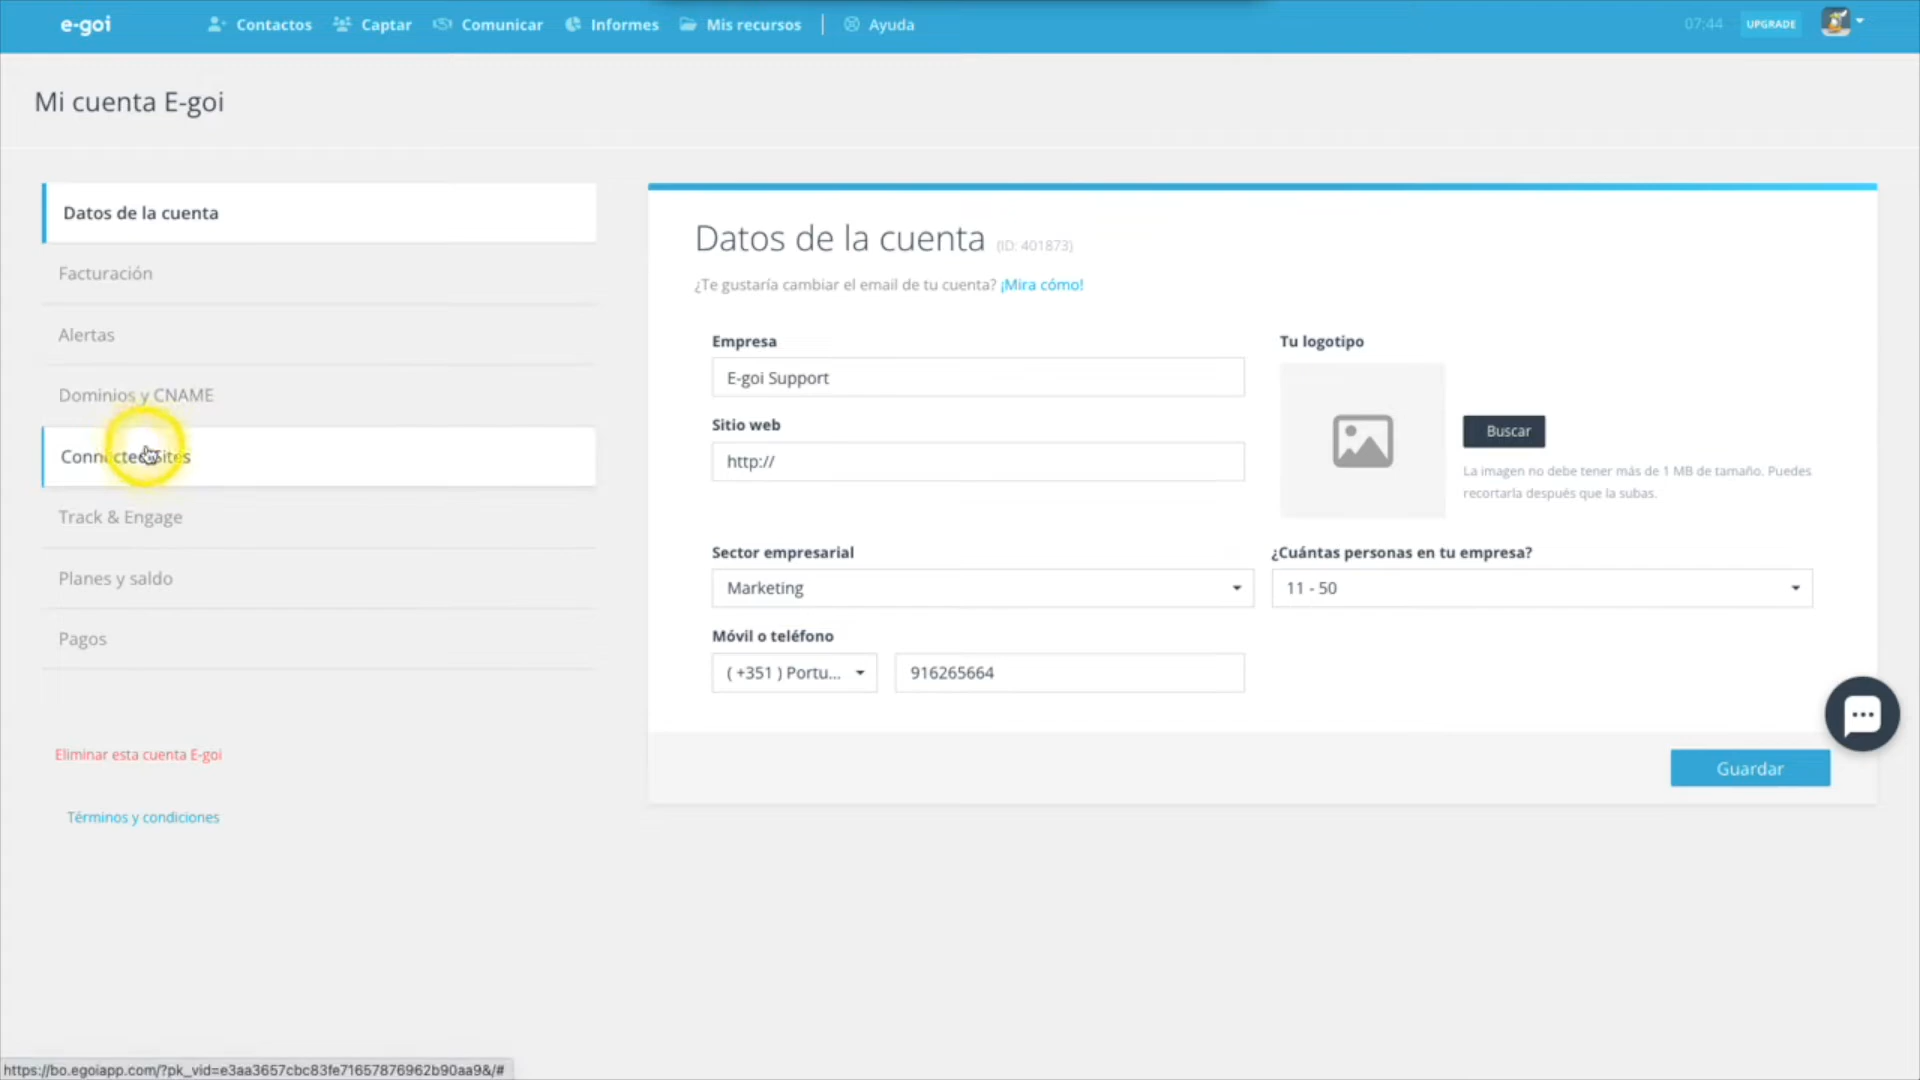 e-goi
Contactos
Captar
Comunicar
Informes
Mis recursos
Ayuda
07:44
UPGRADE
Mi cuenta E-goi
Datos de la cuenta
Facturación
Alertas
Dominios y CNAME
Connected Sites
Track & Engage
Planes y saldo
Pagos
Eliminar esta cuenta E-goi
Términos y condiciones
Datos de la cuenta (ID: 401873)
¿Te gustaría cambiar el email de tu cuenta? ¡Mira cómo!
Empresa
E-goi Support
Sitio web
http://
Tu logotipo
Buscar
La imagen no debe tener más de 1 MB de tamaño. Puedes
recortarla después que la subas.
Sector empresarial
Marketing
¿Cuántas personas en tu empresa?
11 - 50
Móvil o teléfono
( +351 ) Portu...
916265664
Guardar
https://bo.egoiapp.com/?pk_vid=e3aa3657cbc83fe71657876962b90aa9&/#